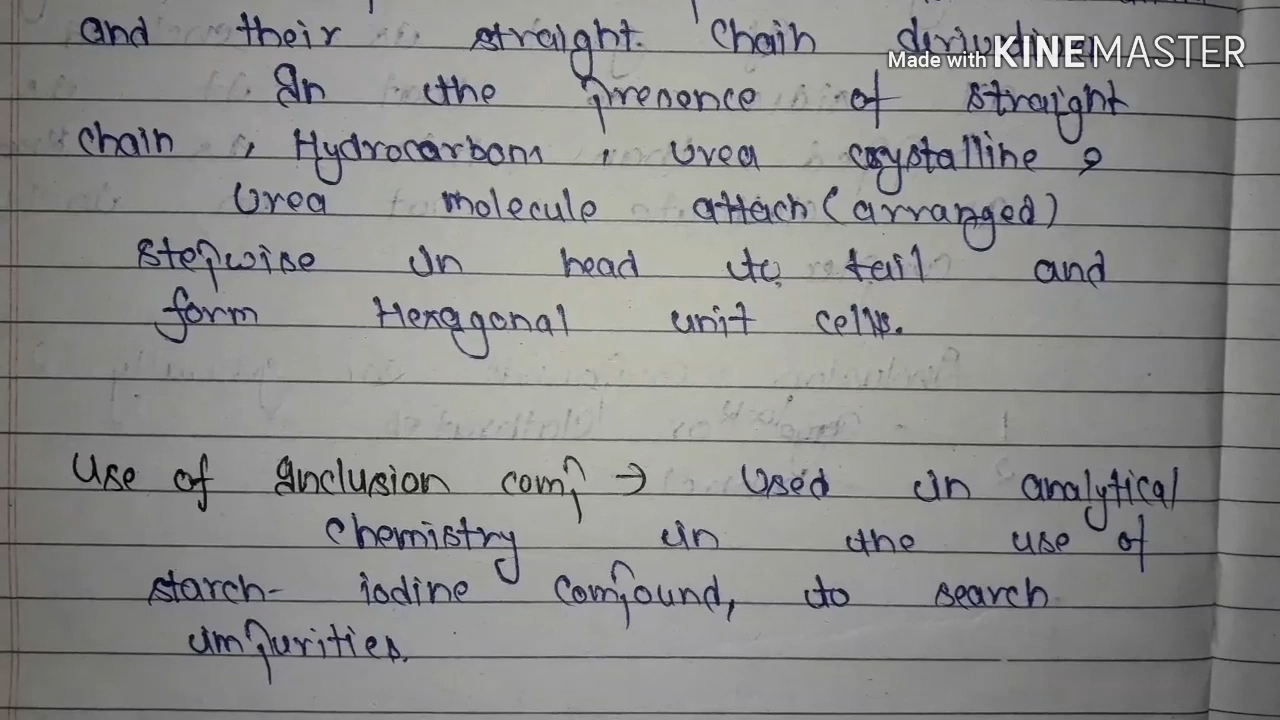 and their straight chain
Made with KINEMASTER
In the presence of straight
chain, Hydrocarbons, urea crystalline,
Urea molecule attach (arranged)
stepwise in head to tail and
form Hexagonal unit cells.
Use of Inclusion comp → Used in analytical
chemistry in the use of
starch- iodine compound, to search
impurities.